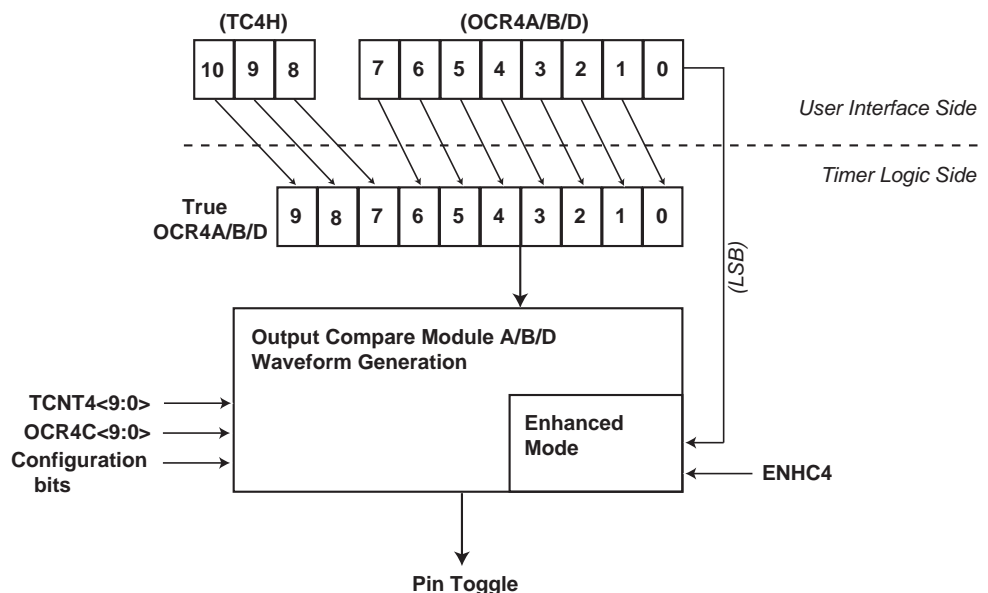 (TC4H) (OCR4A/B/D)
10 9 8 7 6 5 4 3 2 1 0
User Interface Side
Timer Logic Side
True
OCR4A/B/D
9 8 7 6 5 4 3 2 1 0
(LSB)
Output Compare Module A/B/D
Waveform Generation
TCNT4<9:0>
OCR4C<9:0>
Configuration
bits
Enhanced
Mode
ENHC4
Pin Toggle